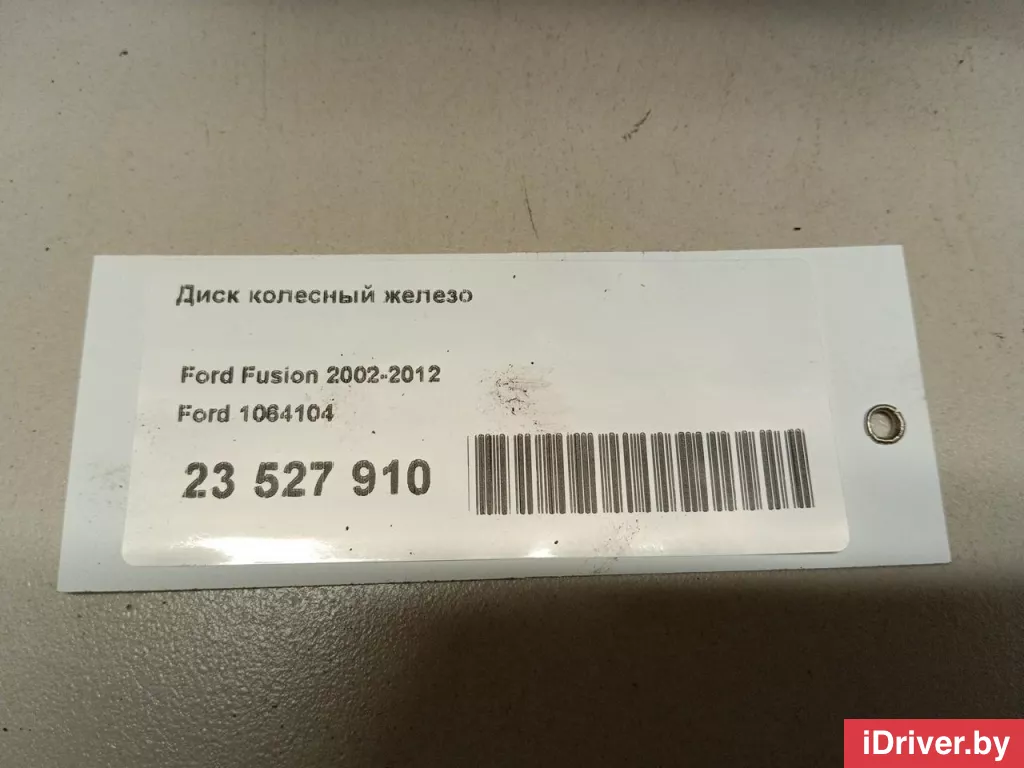 Диск колесный железо
Ford Fusion 2002-2012
Ford 1064104
23 527 910
iDriver.by